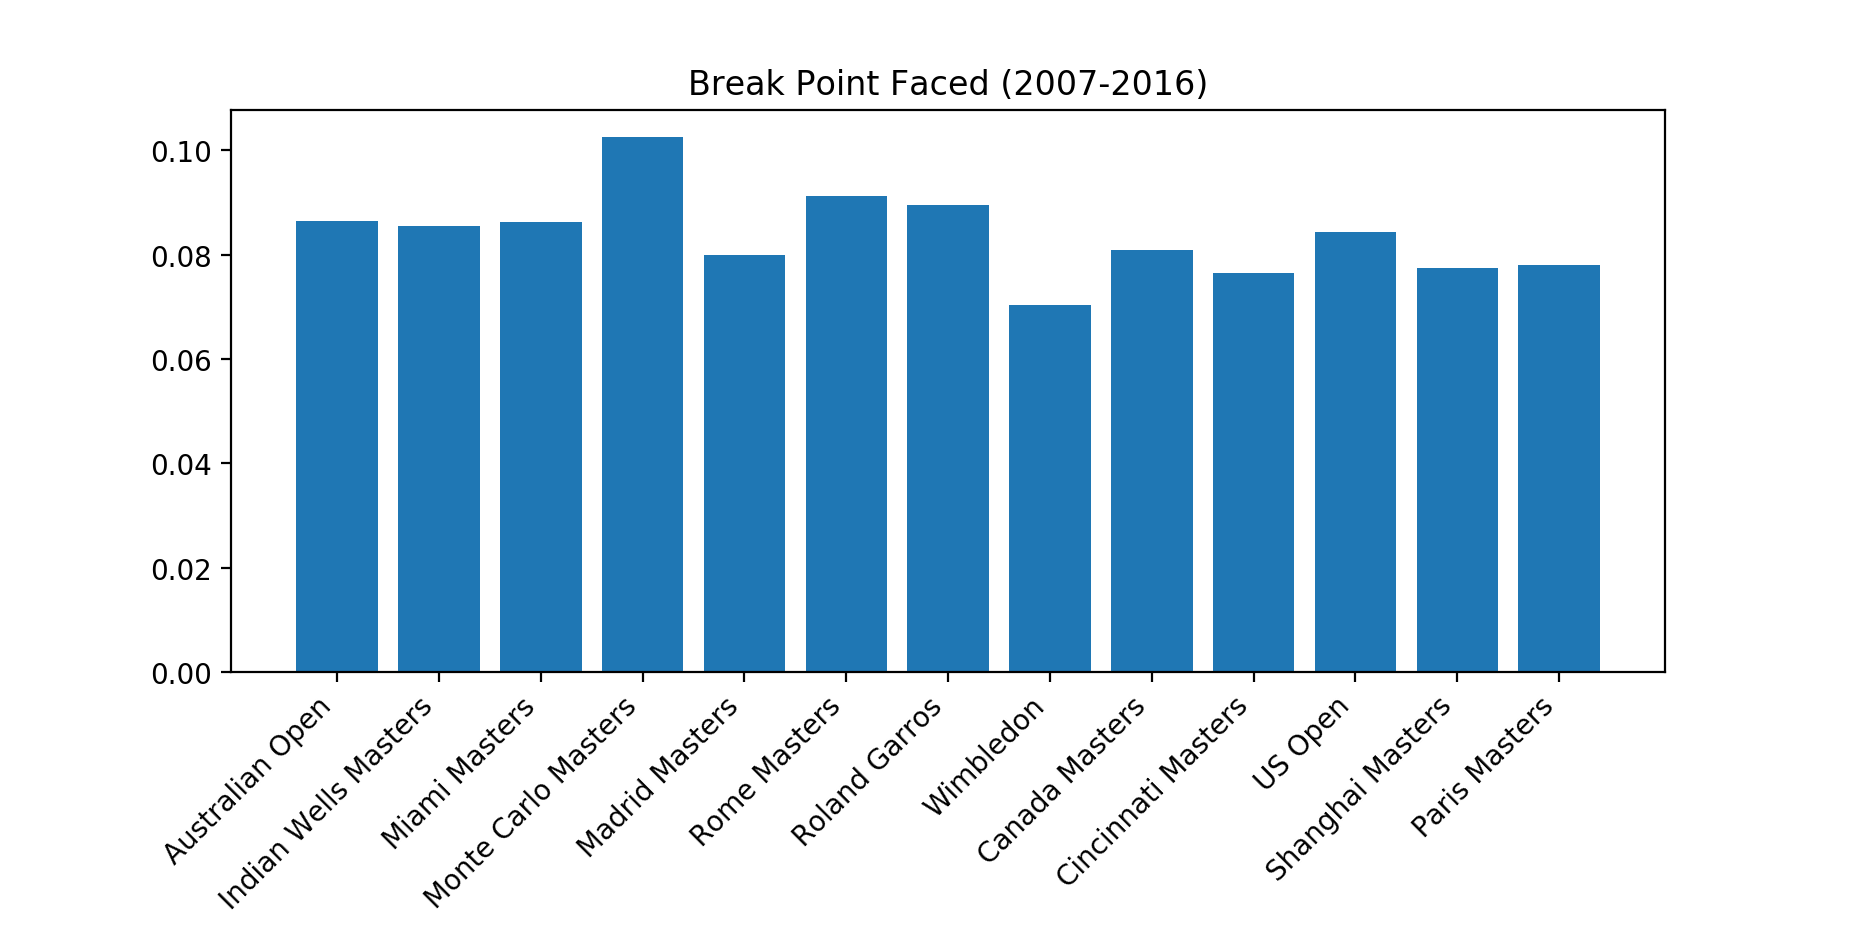 Break Point Faced (2007-2016)
0.10
0.08
0.06
0.04
0.02
0.00
Australian Open
Indian Wells Masters
Miami Masters
Monte Carlo Masters
Madrid Masters
Rome Masters
Roland Garros
Wimbledon
Canada Masters
Cincinnati Masters
US Open
Shanghai Masters
Paris Masters